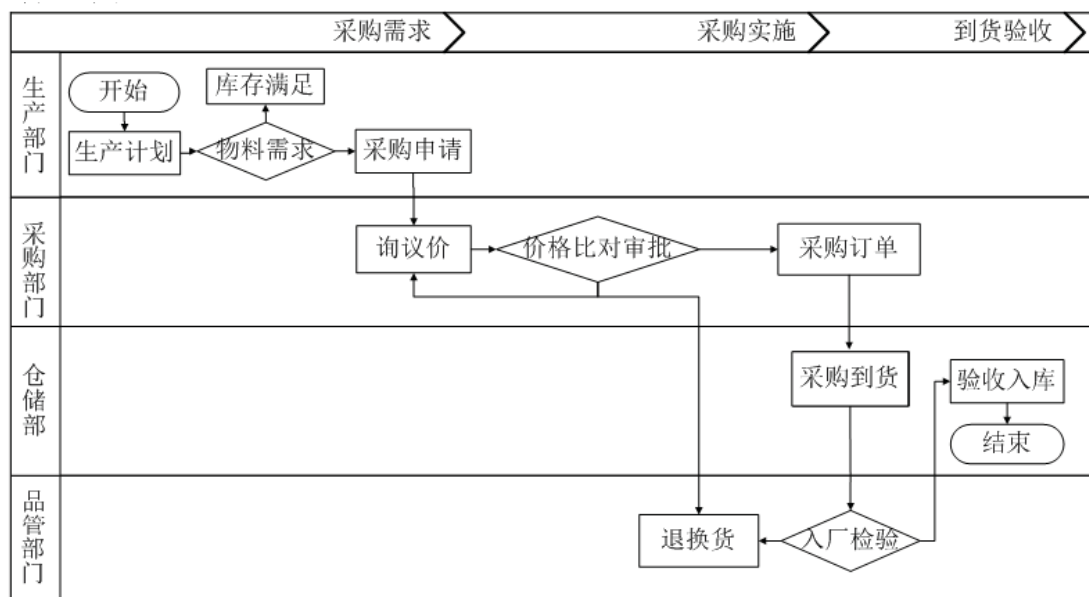 采购需求
采购实施
到货验收
生产部门
开始
库存满足
生产计划
物料需求
采购申请
采购部门
询议价
价格比对审批
采购订单
仓储部
采购到货
验收入库
结束
品管部门
退换货
入厂检验